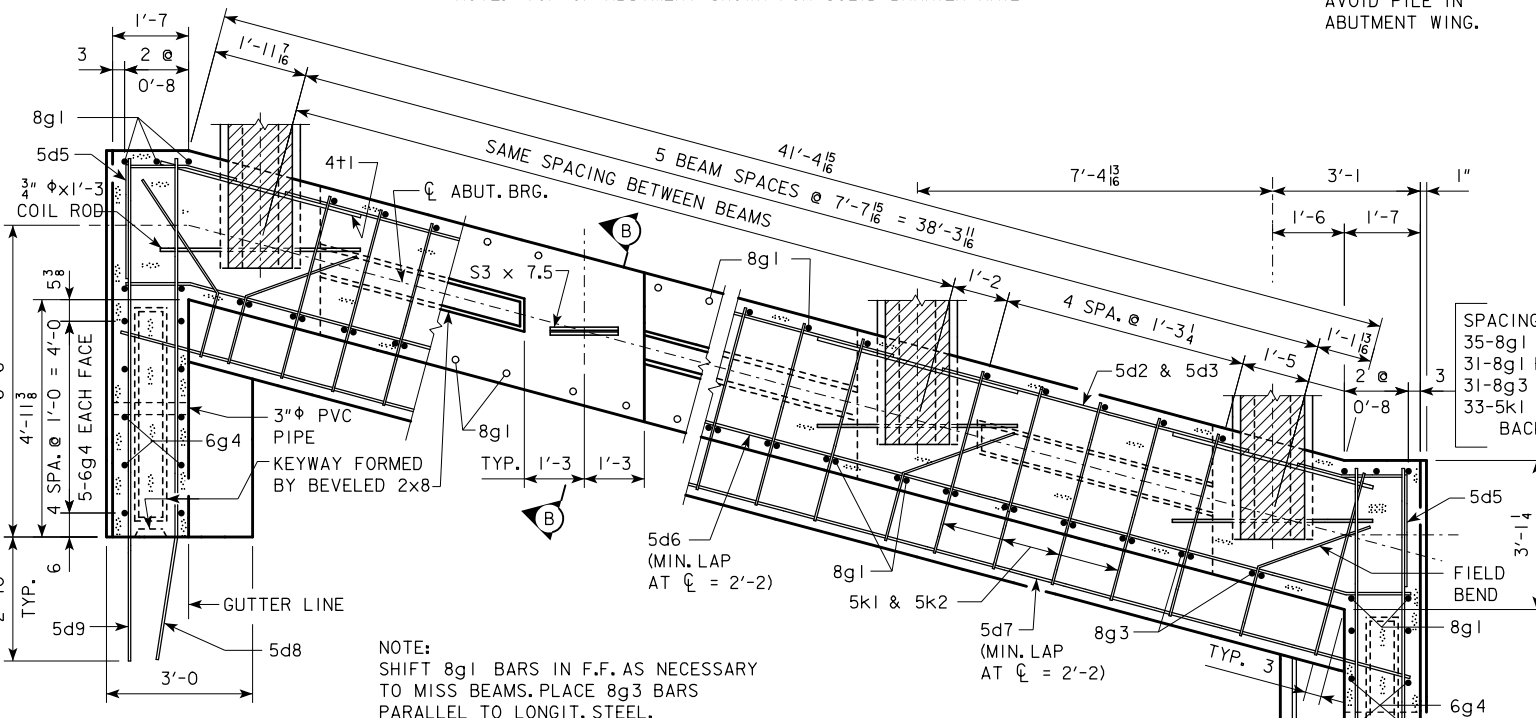 AVOID PILE IN
ABUTMENT WING.
1'-7
3
2 @
0'-8
1'-11 7/16
8g1
5d5
3/4" ϕx1'-3
COIL ROD
4t1
℄ ABUT. BRG.
SAME SPACING BETWEEN BEAMS
5 BEAM SPACES @ 7'-7 15/16 = 38'-3 11/16
41'-4 15/16
7'-4 13/16
3'-1
1"
1'-6
1'-7
B
8g1
S3 x 7.5
1'-2
4 SPA. @ 1'-3 1/4
1'-5
1'-1 13/16
2 @
0'-8
3
SPACING
35-8g1
31-8g1
31-8g3
33-5k1
BACK
5 3/8
4'-11 3/8
4 SPA. @ 1'-0 = 4'-0
5-6g4 EACH FACE
6
TYP.
3"ϕ PVC
PIPE
6g4
KEYWAY FORMED
BY BEVELED 2x8
8g1
TYP.
1'-3
1'-3
B
5d2 & 5d3
5d5
3'-1 1/4
5d6
(MIN. LAP
AT ℄ = 2'-2)
8g1
5k1 & 5k2
5d7
(MIN. LAP
AT ℄ = 2'-2)
8g3
FIELD
BEND
8g1
TYP. 3
6g4
GUTTER LINE
5d9
5d8
3'-0
NOTE:
SHIFT 8g1 BARS IN F.F. AS NECESSARY
TO MISS BEAMS. PLACE 8g3 BARS
PARALLEL TO LONGIT. STEEL.